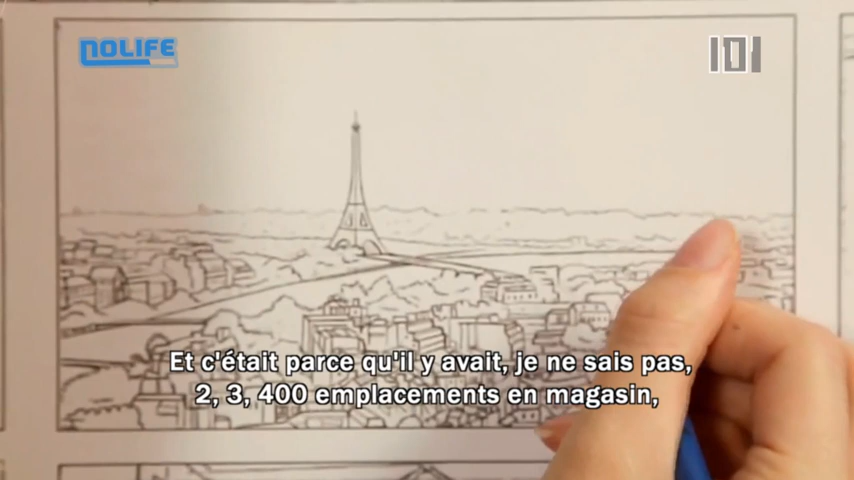 NOLIFE
101
Et c'était parce qu'il y avait, je ne sais pas,
2, 3, 400 emplacements en magasin,